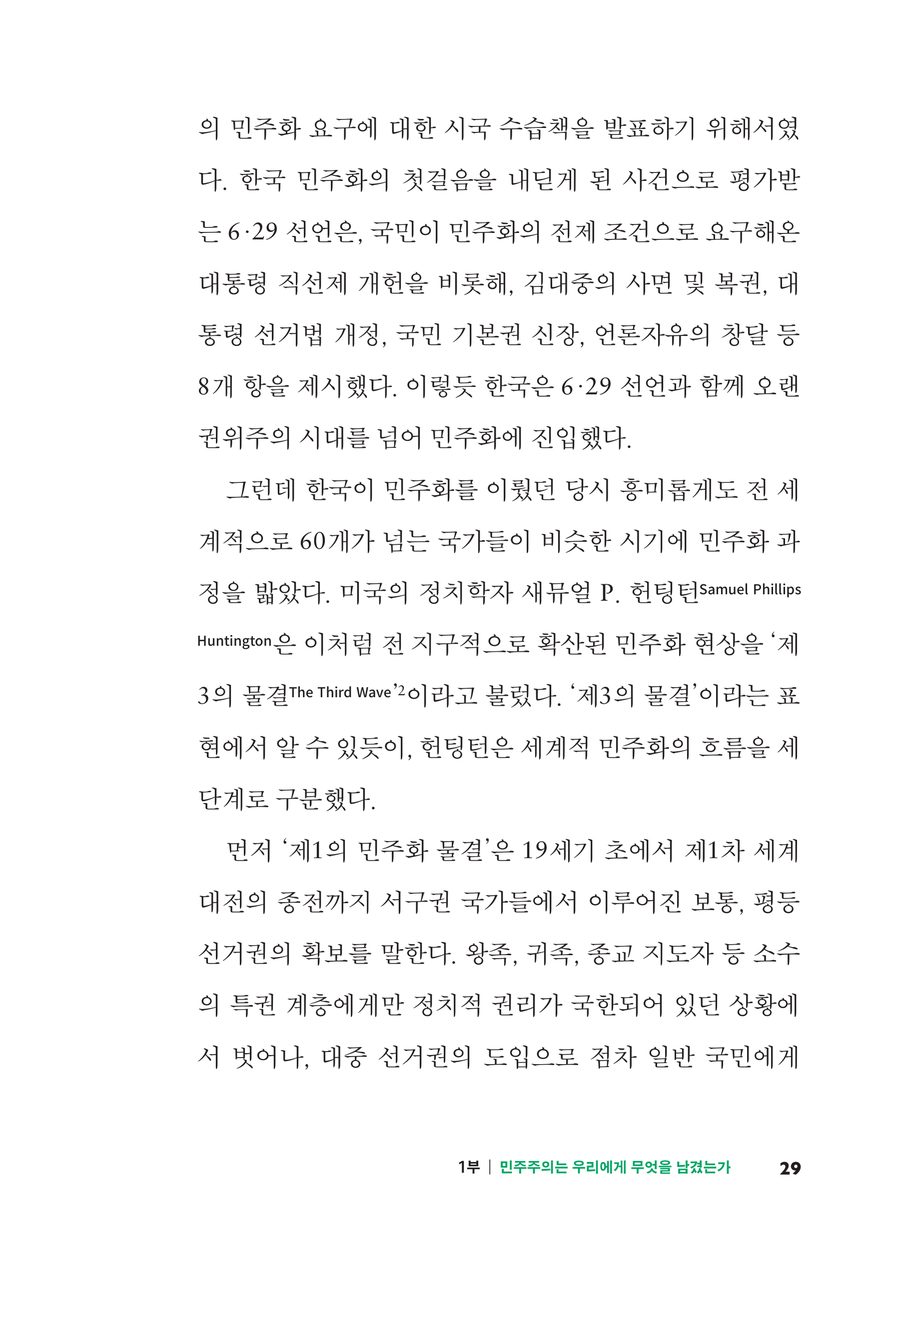 의 민주화 요구에 대한 시국 수습책을 발표하기 위해서였
다. 한국 민주화의 첫걸음을 내딛게 된 사건으로 평가받
는 6·29 선언은, 국민이 민주화의 전제 조건으로 요구해온
대통령 직선제 개헌을 비롯해, 김대중의 사면 및 복권, 대
통령 선거법 개정, 국민 기본권 신장, 언론자유의 창달 등
8개 항을 제시했다. 이렇듯 한국은 6·29 선언과 함께 오랜
권위주의 시대를 넘어 민주화에 진입했다.
그런데 한국이 민주화를 이뤘던 당시 흥미롭게도 전 세
계적으로 60개가 넘는 국가들이 비슷한 시기에 민주화 과
정을 밟았다. 미국의 정치학자 새뮤얼 P. 헌팅턴Samuel Phillips
Huntington은 이처럼 전 지구적으로 확산된 민주화 현상을 ‘제
3의 물결The Third Wave’2이라고 불렀다. ‘제3의 물결’이라는 표
현에서 알 수 있듯이, 헌팅턴은 세계적 민주화의 흐름을 세
단계로 구분했다.
먼저 ‘제1의 민주화 물결’은 19세기 초에서 제1차 세계
대전의 종전까지 서구권 국가들에서 이루어진 보통, 평등
선거권의 확보를 말한다. 왕족, 귀족, 종교 지도자 등 소수
의 특권 계층에게만 정치적 권리가 국한되어 있던 상황에
서 벗어나, 대중 선거권의 도입으로 점차 일반 국민에게
1부 | 민주주의는 우리에게 무엇을 남겼는가 29